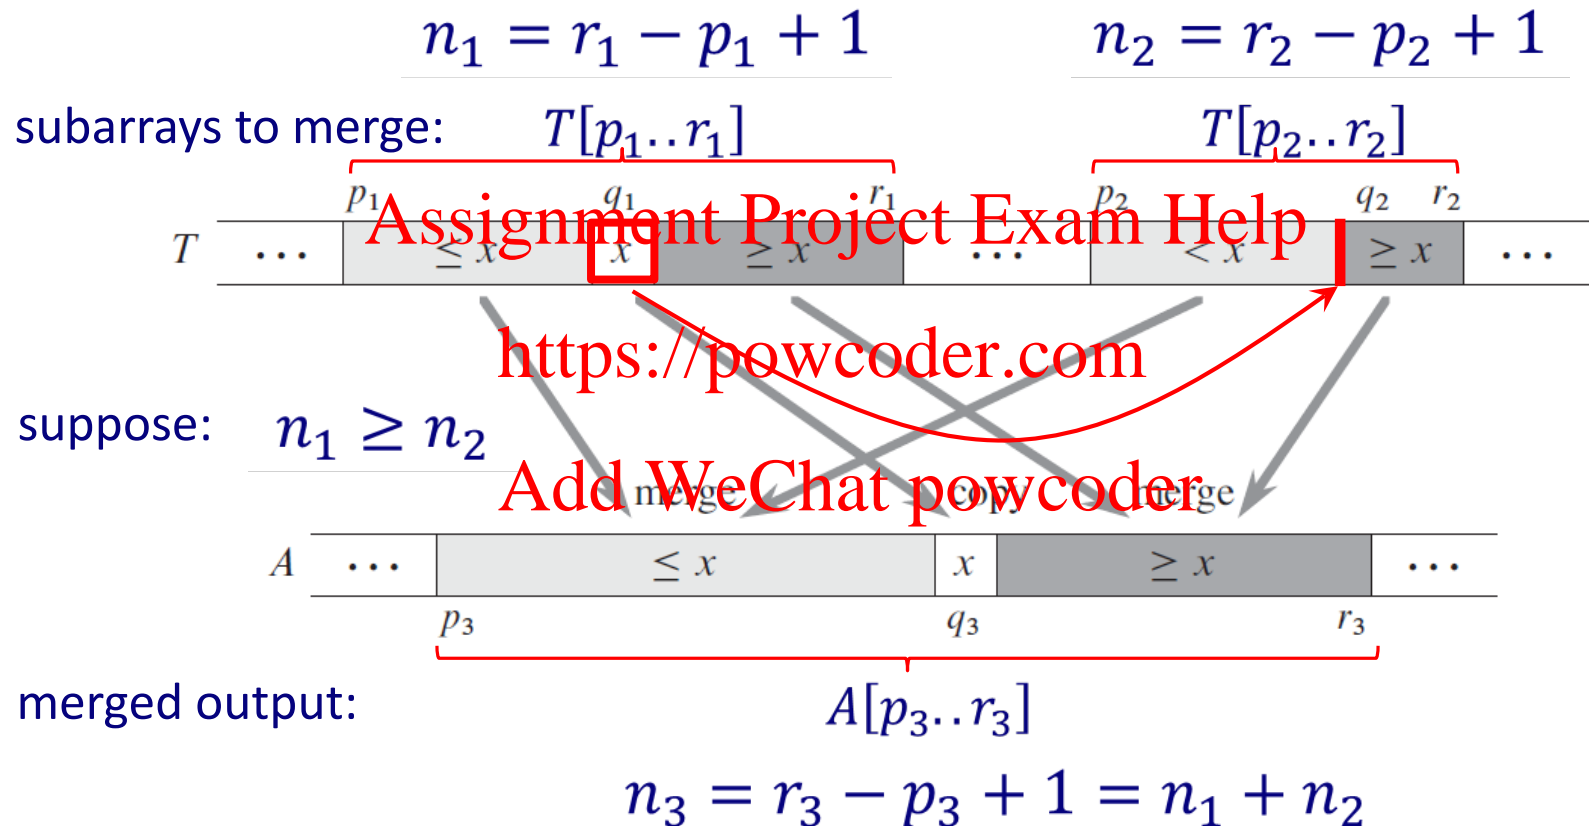 n₁ = r₁ − p₁ + 1 n₂ = r₂ − p₂ + 1
subarrays to merge: T[p₁..r₁] T[p₂..r₂]
p₁ q₁ r₁ p₂ q₂ r₂
Assignment Project Exam Help
T ... ≤ x x ≥ x ... < x ≥ x ...
https://powcoder.com
suppose: n₁ ≥ n₂
Add WeChat powcoder
merge copy merge
A ... ≤ x x ≥ x ...
p₃ q₃ r₃
merged output: A[p₃..r₃]
n₃ = r₃ − p₃ + 1 = n₁ + n₂